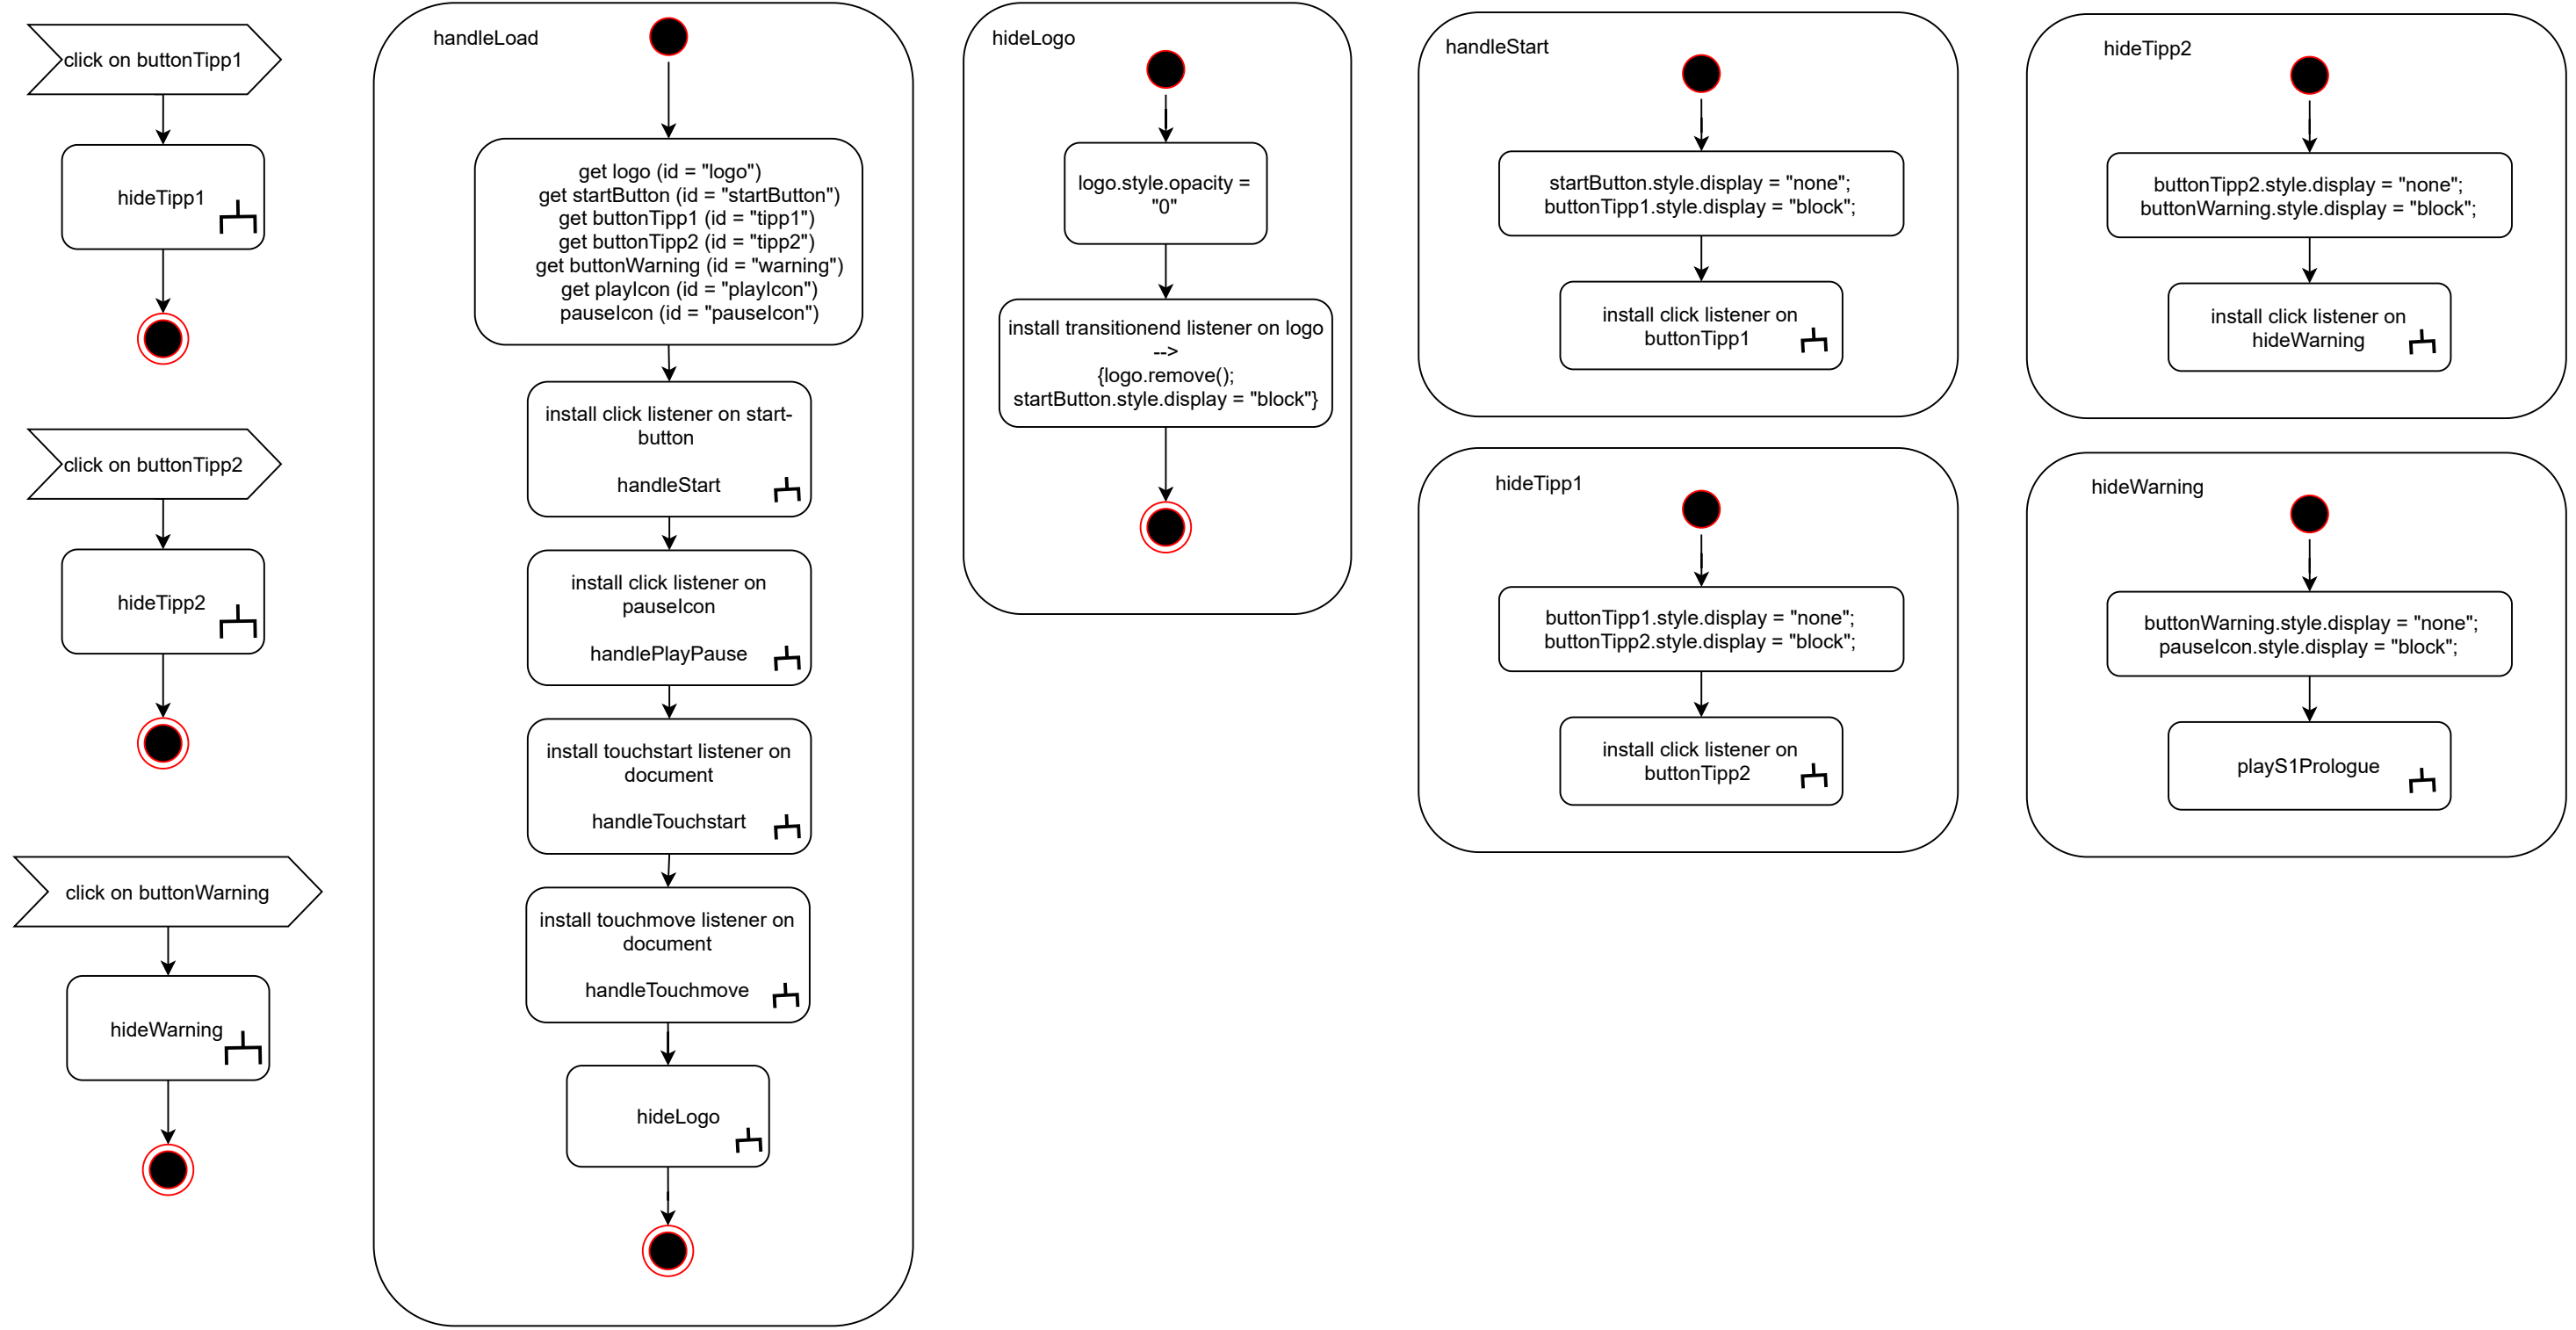 click on buttonTipp1
hideTipp1
click on buttonTipp2
hideTipp2
click on buttonWarning
hideWarning
handleLoad
get logo (id = "logo")
get startButton (id = "startButton")
get buttonTipp1 (id = "tipp1")
get buttonTipp2 (id = "tipp2")
get buttonWarning (id = "warning")
get playIcon (id = "playIcon")
pauseIcon (id = "pauseIcon")
install click listener on start-
button
handleStart
install click listener on
pauseIcon
handlePlayPause
install touchstart listener on
document
handleTouchstart
install touchmove listener on
document
handleTouchmove
hideLogo
hideLogo
logo.style.opacity =
"0"
install transitionend listener on logo
-->
{logo.remove();
startButton.style.display = "block"}
handleStart
startButton.style.display = "none";
buttonTipp1.style.display = "block";
install click listener on
buttonTipp1
hideTipp1
buttonTipp1.style.display = "none";
buttonTipp2.style.display = "block";
install click listener on
buttonTipp2
hideTipp2
buttonTipp2.style.display = "none";
buttonWarning.style.display = "block";
install click listener on
hideWarning
hideWarning
buttonWarning.style.display = "none";
pauseIcon.style.display = "block";
playS1Prologue